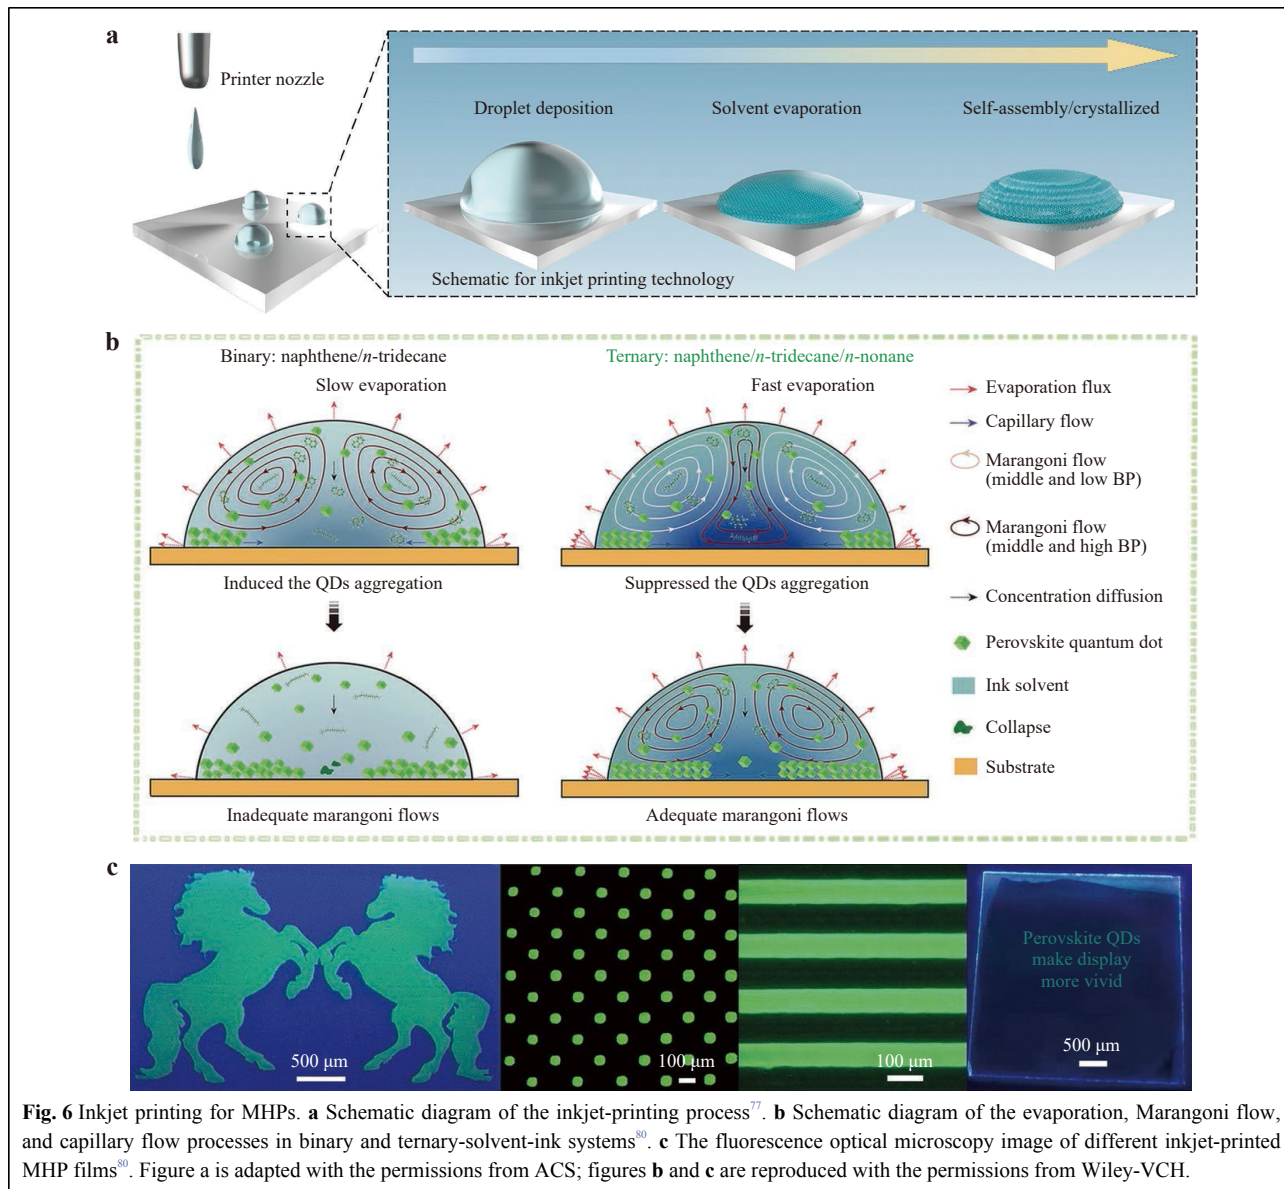 a
Printer nozzle
Droplet deposition
Solvent evaporation
Self-assembly/crystallized
Schematic for inkjet printing technology
b
Binary: naphthene/n-tridecane
Slow evaporation
Induced the QDs aggregation
Inadequate marangoni flows
Ternary: naphthene/n-tridecane/n-nonane
Fast evaporation
Suppressed the QDs aggregation
Adequate marangoni flows
Evaporation flux
Capillary flow
Marangoni flow
(middle and low BP)
Marangoni flow
(middle and high BP)
Concentration diffusion
Perovskite quantum dot
Ink solvent
Collapse
Substrate
c
500 μm
100 μm
100 μm
Perovskite QDs
make display
more vivid
500 μm
Fig. 6 Inkjet printing for MHPs. a Schematic diagram of the inkjet-printing process77. b Schematic diagram of the evaporation, Marangoni flow,
and capillary flow processes in binary and ternary-solvent-ink systems80. c The fluorescence optical microscopy image of different inkjet-printed
MHP films80. Figure a is adapted with the permissions from ACS; figures b and c are reproduced with the permissions from Wiley-VCH.